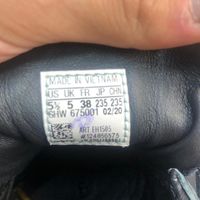 MADE IN VIETNAM
US UK FR JP CHN
5½ 5 38 235 235
SHW 675001 02/20
ART EH1505